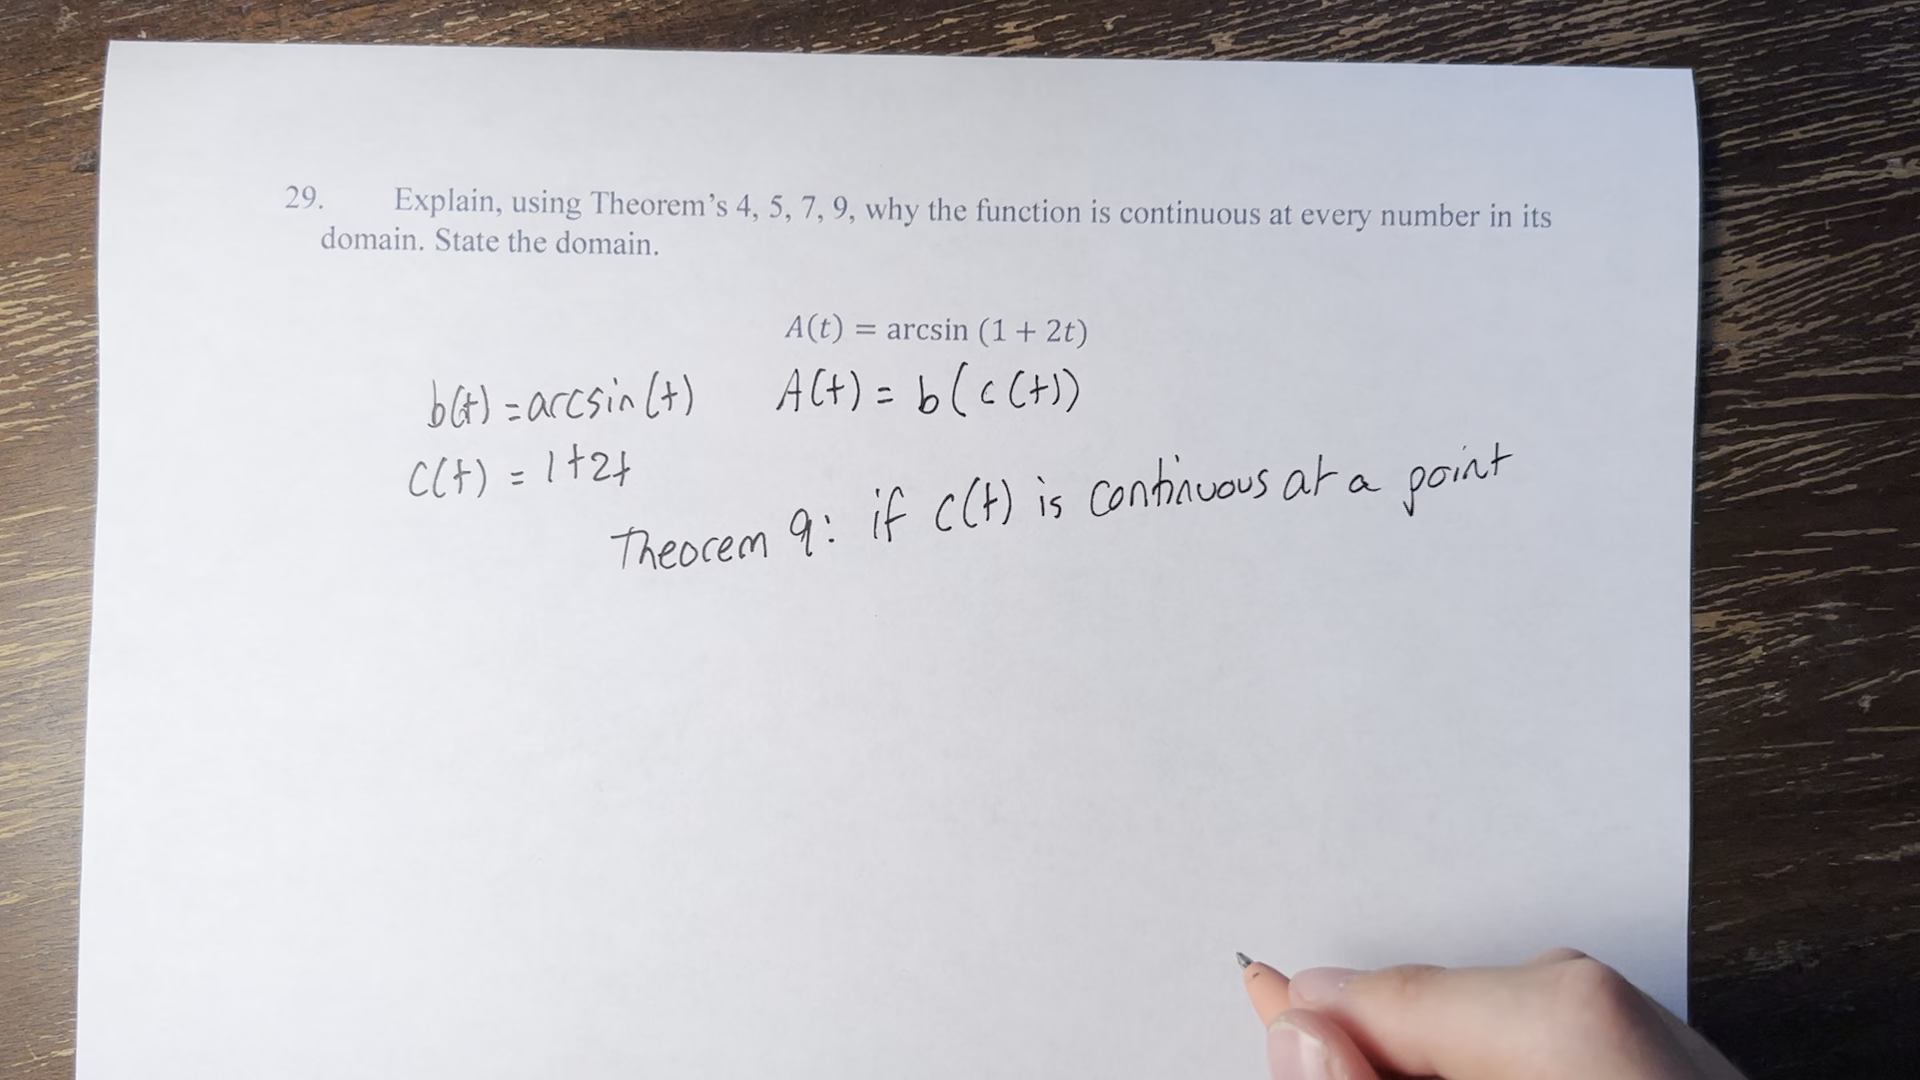 29. Explain, using Theorem’s 4, 5, 7, 9, why the function is continuous at every number in its
domain. State the domain.
A(t) = arcsin (1 + 2t)
b(t) = arcsin(t) A(t) = b(c(t))
c(t) = 1+2t
Theorem 9: if c(t) is continuous at a point